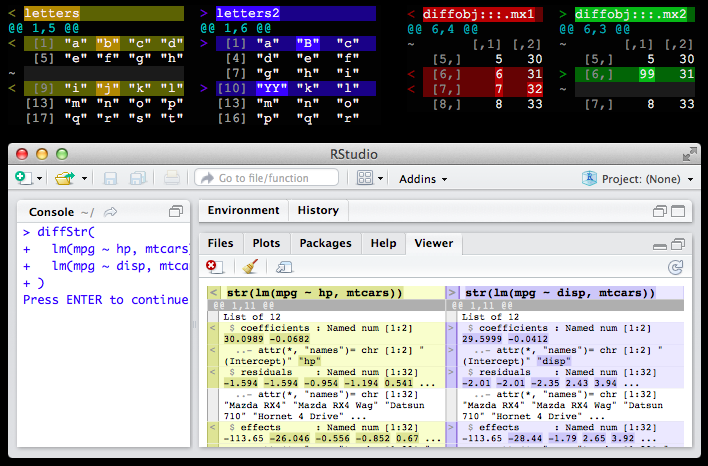 < letters
@@ 1,5 @@
< [1] "a" "b" "c" "d"
[5] "e" "f" "g" "h"
~
< [9] "i" "j" "k" "l"
[13] "m" "n" "o" "p"
[17] "q" "r" "s" "t"
> letters2
@@ 1,6 @@
> [1] "a" "B" "c"
[4] "d" "e" "f"
[7] "g" "h" "i"
> [10] "YY" "k" "l"
[13] "m" "n" "o"
[16] "p" "q" "r"
< diffobj:::.mx1
@@ 6,4 @@
~ [,1] [,2]
[5,] 5 30
< [6,] 6 31
< [7,] 7 32
[8,] 8 33
> diffobj:::.mx2
@@ 6,3 @@
~ [,1] [,2]
[5,] 5 30
> [6,] 99 31
~
[7,] 8 33
RStudio
Go to file/function
Addins
Project: (None)
Console ~/
> diffStr(
+ lm(mpg ~ hp, mtcars)
+ lm(mpg ~ disp, mtca
+ )
Press ENTER to continue
Environment History
Files Plots Packages Help Viewer
< str(lm(mpg ~ hp, mtcars))
@@ 1,11 @@
List of 12
< $ coefficients : Named num [1:2]
30.0989 -0.0682
< ..- attr(*, "names")= chr [1:2] "
(Intercept)" "hp"
< $ residuals : Named num [1:32]
-1.594 -1.594 -0.954 -1.194 0.541 ...
..- attr(*, "names")= chr [1:32]
"Mazda RX4" "Mazda RX4 Wag" "Datsun
710" "Hornet 4 Drive" ...
< $ effects : Named num [1:32]
-113.65 -26.046 -0.556 -0.852 0.67 ...
> str(lm(mpg ~ disp, mtcars))
@@ 1,11 @@
List of 12
> $ coefficients : Named num [1:2]
29.5999 -0.0412
> ..- attr(*, "names")= chr [1:2] "
(Intercept)" "disp"
> $ residuals : Named num [1:32]
-2.01 -2.01 -2.35 2.43 3.94 ...
..- attr(*, "names")= chr [1:32]
"Mazda RX4" "Mazda RX4 Wag" "Datsun
710" "Hornet 4 Drive" ...
> $ effects : Named num [1:32]
-113.65 -28.44 -1.79 2.65 3.92 ...